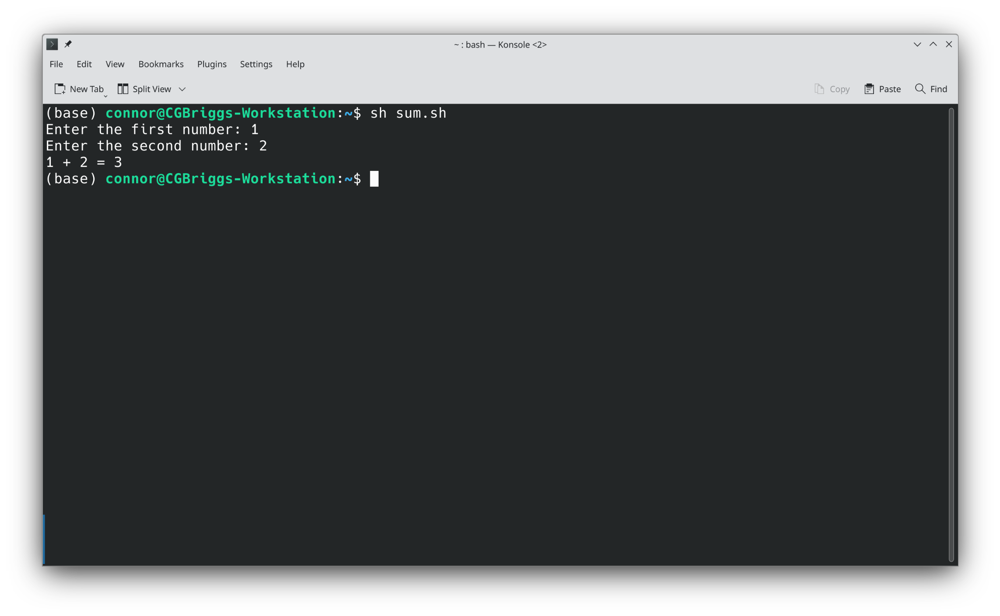 ~ : bash — Konsole <2>
File Edit View Bookmarks Plugins Settings Help
New Tab Split View Copy Paste Find
(base) connor@CGBriggs-Workstation:~$ sh sum.sh
Enter the first number: 1
Enter the second number: 2
1 + 2 = 3
(base) connor@CGBriggs-Workstation:~$